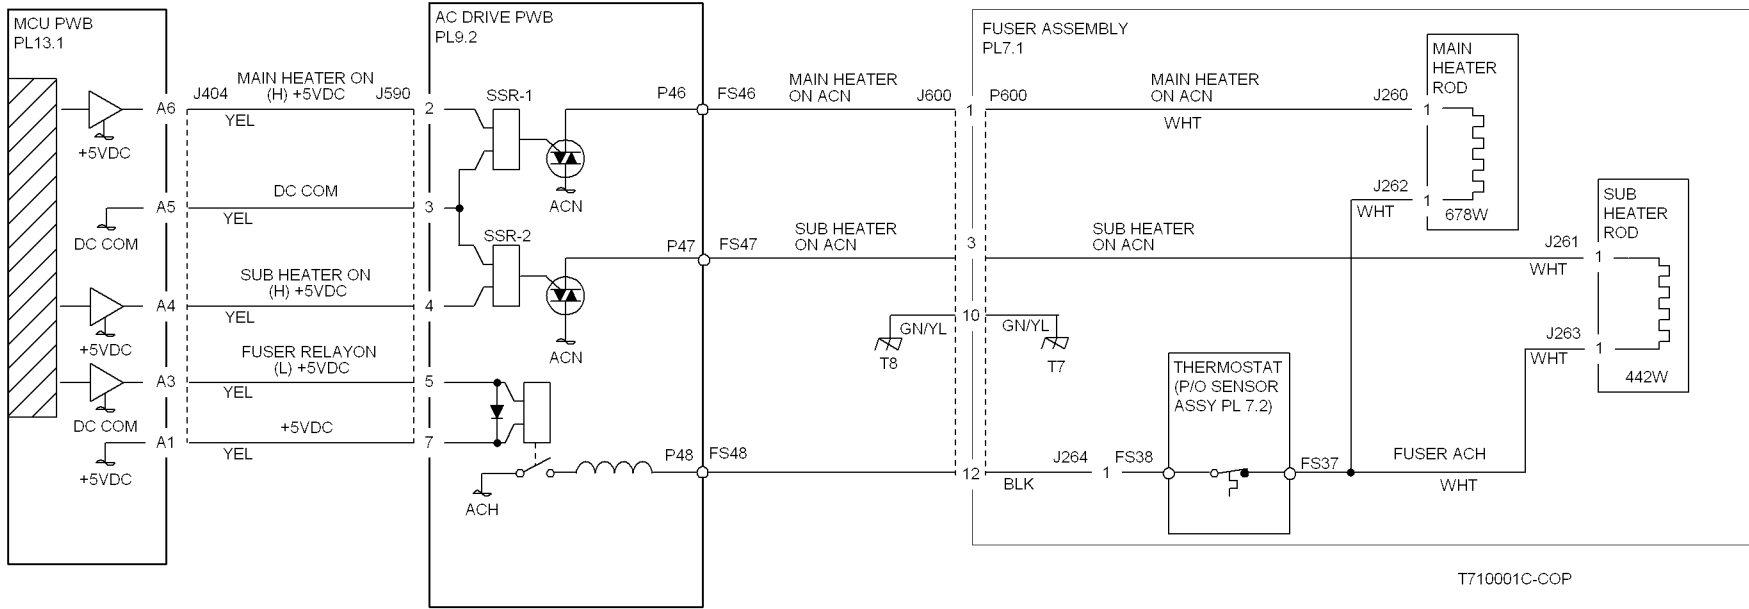 MCU PWB
PL13.1
+5VDC
DC COM
+5VDC
DC COM
+5VDC
A6
A5
A4
A3
A1
J404
MAIN HEATER ON
(H) +5VDC
J590
YEL
DC COM
YEL
SUB HEATER ON
(H) +5VDC
YEL
FUSER RELAYON
(L) +5VDC
YEL
+5VDC
YEL
AC DRIVE PWB
PL9.2
2
3
4
5
7
SSR-1
ACN
SSR-2
ACN
ACH
P46
P47
P48
FS46
FS47
FS48
MAIN HEATER
ON ACN
J600
SUB HEATER
ON ACN
GN/YL
T8
1
3
10
12
FUSER ASSEMBLY
PL7.1
P600
MAIN HEATER
ON ACN
WHT
J260
SUB HEATER
ON ACN
J261
WHT
GN/YL
T7
BLK
J264
1
FS38
THERMOSTAT
(P/O SENSOR
ASSY PL 7.2)
FS37
J262
WHT
MAIN
HEATER
ROD
1
1
678W
SUB
HEATER
ROD
1
1
442W
J263
WHT
FUSER ACH
WHT
T710001C-COP